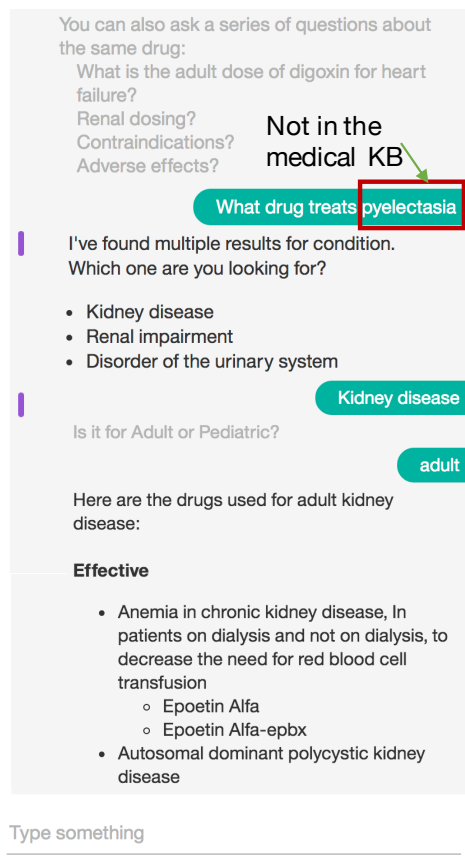 You can also ask a series of questions about
the same drug:
What is the adult dose of digoxin for heart
failure?
Renal dosing?
Contraindications?
Adverse effects?
Not in the
medical KB
What drug treats pyelectasia
I've found multiple results for condition.
Which one are you looking for?
• Kidney disease
• Renal impairment
• Disorder of the urinary system
Kidney disease
Is it for Adult or Pediatric?
adult
Here are the drugs used for adult kidney
disease:
Effective
• Anemia in chronic kidney disease, In
patients on dialysis and not on dialysis, to
decrease the need for red blood cell
transfusion
◦ Epoetin Alfa
◦ Epoetin Alfa-epbx
• Autosomal dominant polycystic kidney
disease
Type something